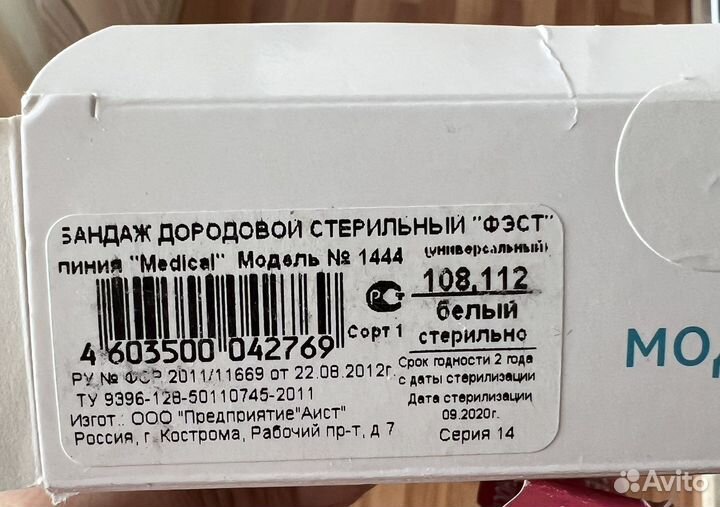 БАНДАЖ ДОРОДОВОЙ СТЕРИЛЬНЫЙ "ФЭСТ"
линия "Medical" Модель № 1444
(универсальный)
108,112
белый
стерильно
Сорт 1
4 603500 042769
РУ № ФСР 2011/11669 от 22.08.2012г.
ТУ 9396-128-50110745-2011
Изгот.: ООО "Предприятие"Аист"
Россия, г. Кострома, Рабочий пр-т, д 7
Срок годности 2 года
с даты стерилизации
Дата стерилизации
09.2020г.
Серия 14
МОД
Avito